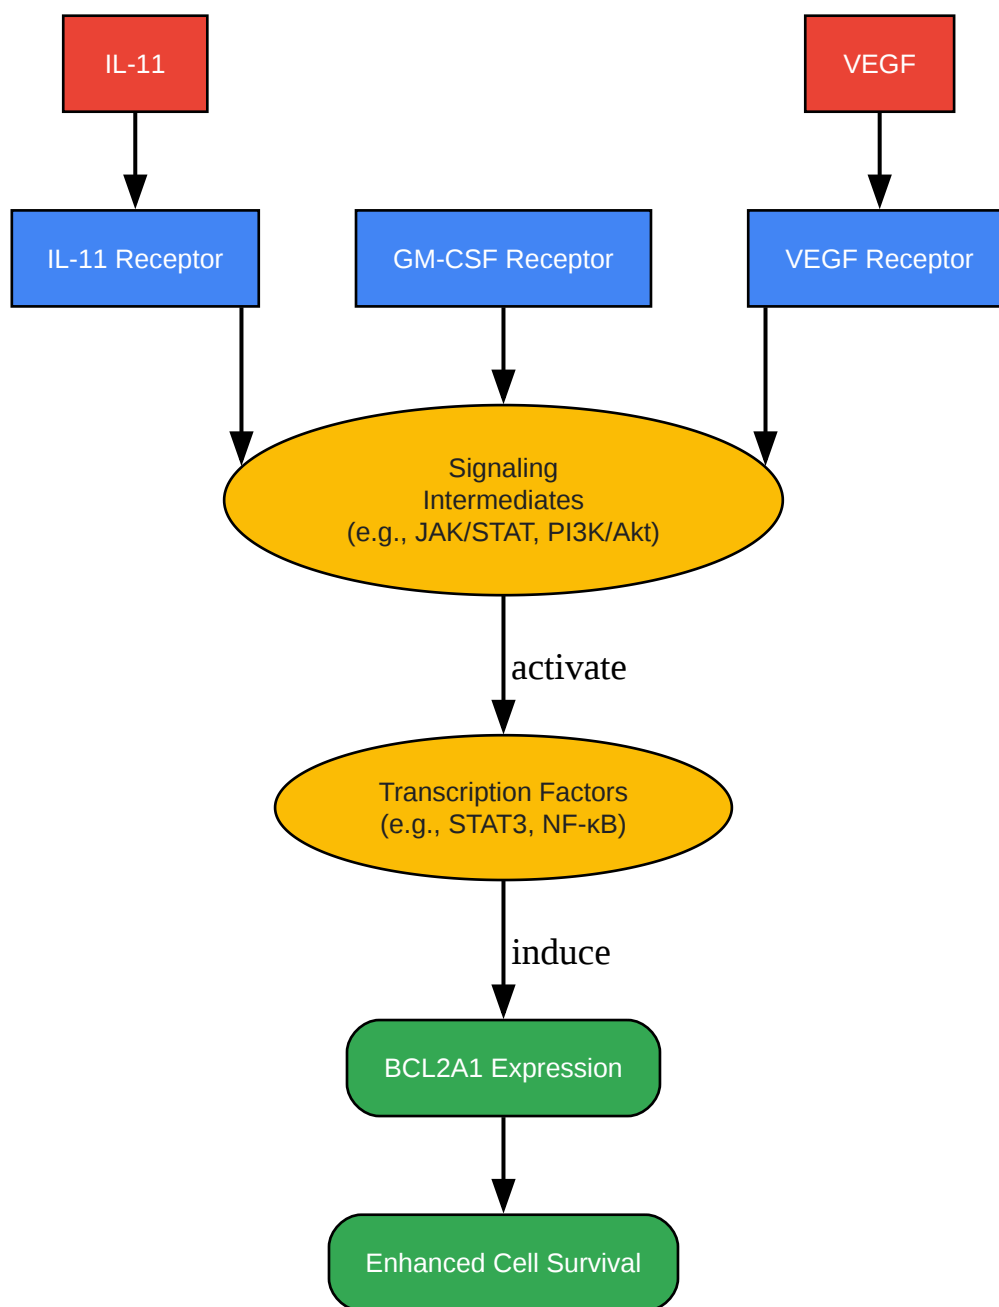 IL-11
VEGF
IL-11 Receptor
GM-CSF Receptor
VEGF Receptor
Signaling
Intermediates
(e.g., JAK/STAT, PI3K/Akt)
activate
Transcription Factors
(e.g., STAT3, NF-κB)
induce
BCL2A1 Expression
Enhanced Cell Survival